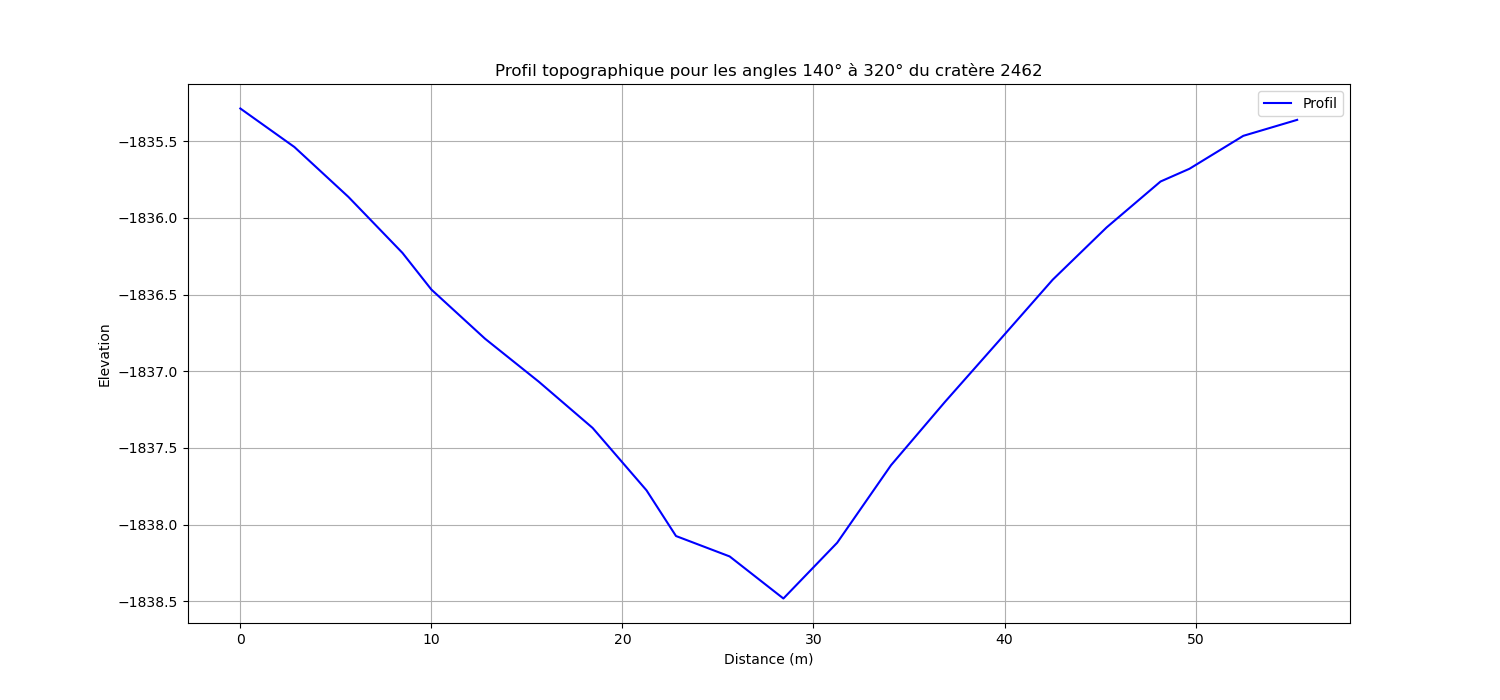 Profil topographique pour les angles 140° à 320° du cratère 2462
Profil
−1835.5
−1836.0
−1836.5
−1837.0
−1837.5
−1838.0
−1838.5
Elevation
0 10 20 30 40 50
Distance (m)